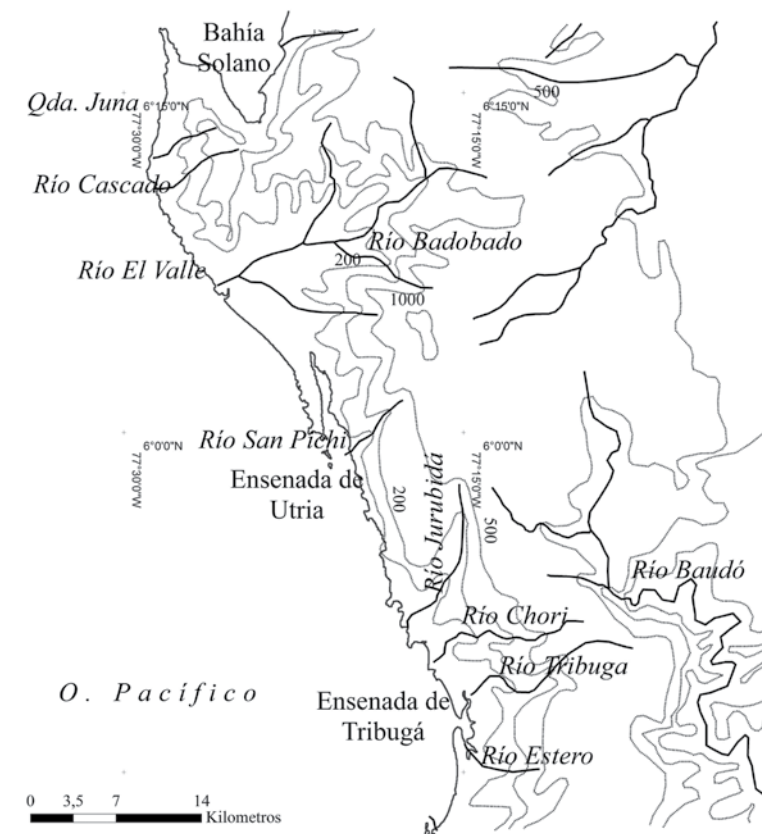 Bahía
Solano
Qda. Juna
6°15'0"N
6°15'0"N
500
77°30'0"W
77°15'0"W
Río Cascado
Río Badobado
200
Río El Valle
1000
Río San Pichi
6°0'0"N
6°0'0"N
77°30'0"W
77°15'0"W
Ensenada de
Utria
200
Río Jurubidá
500
Río Baudó
Río Chori
Río Tribuga
O. Pacífico
Ensenada de
Tribugá
Río Estero
0 3,5 7 14
Kilometros